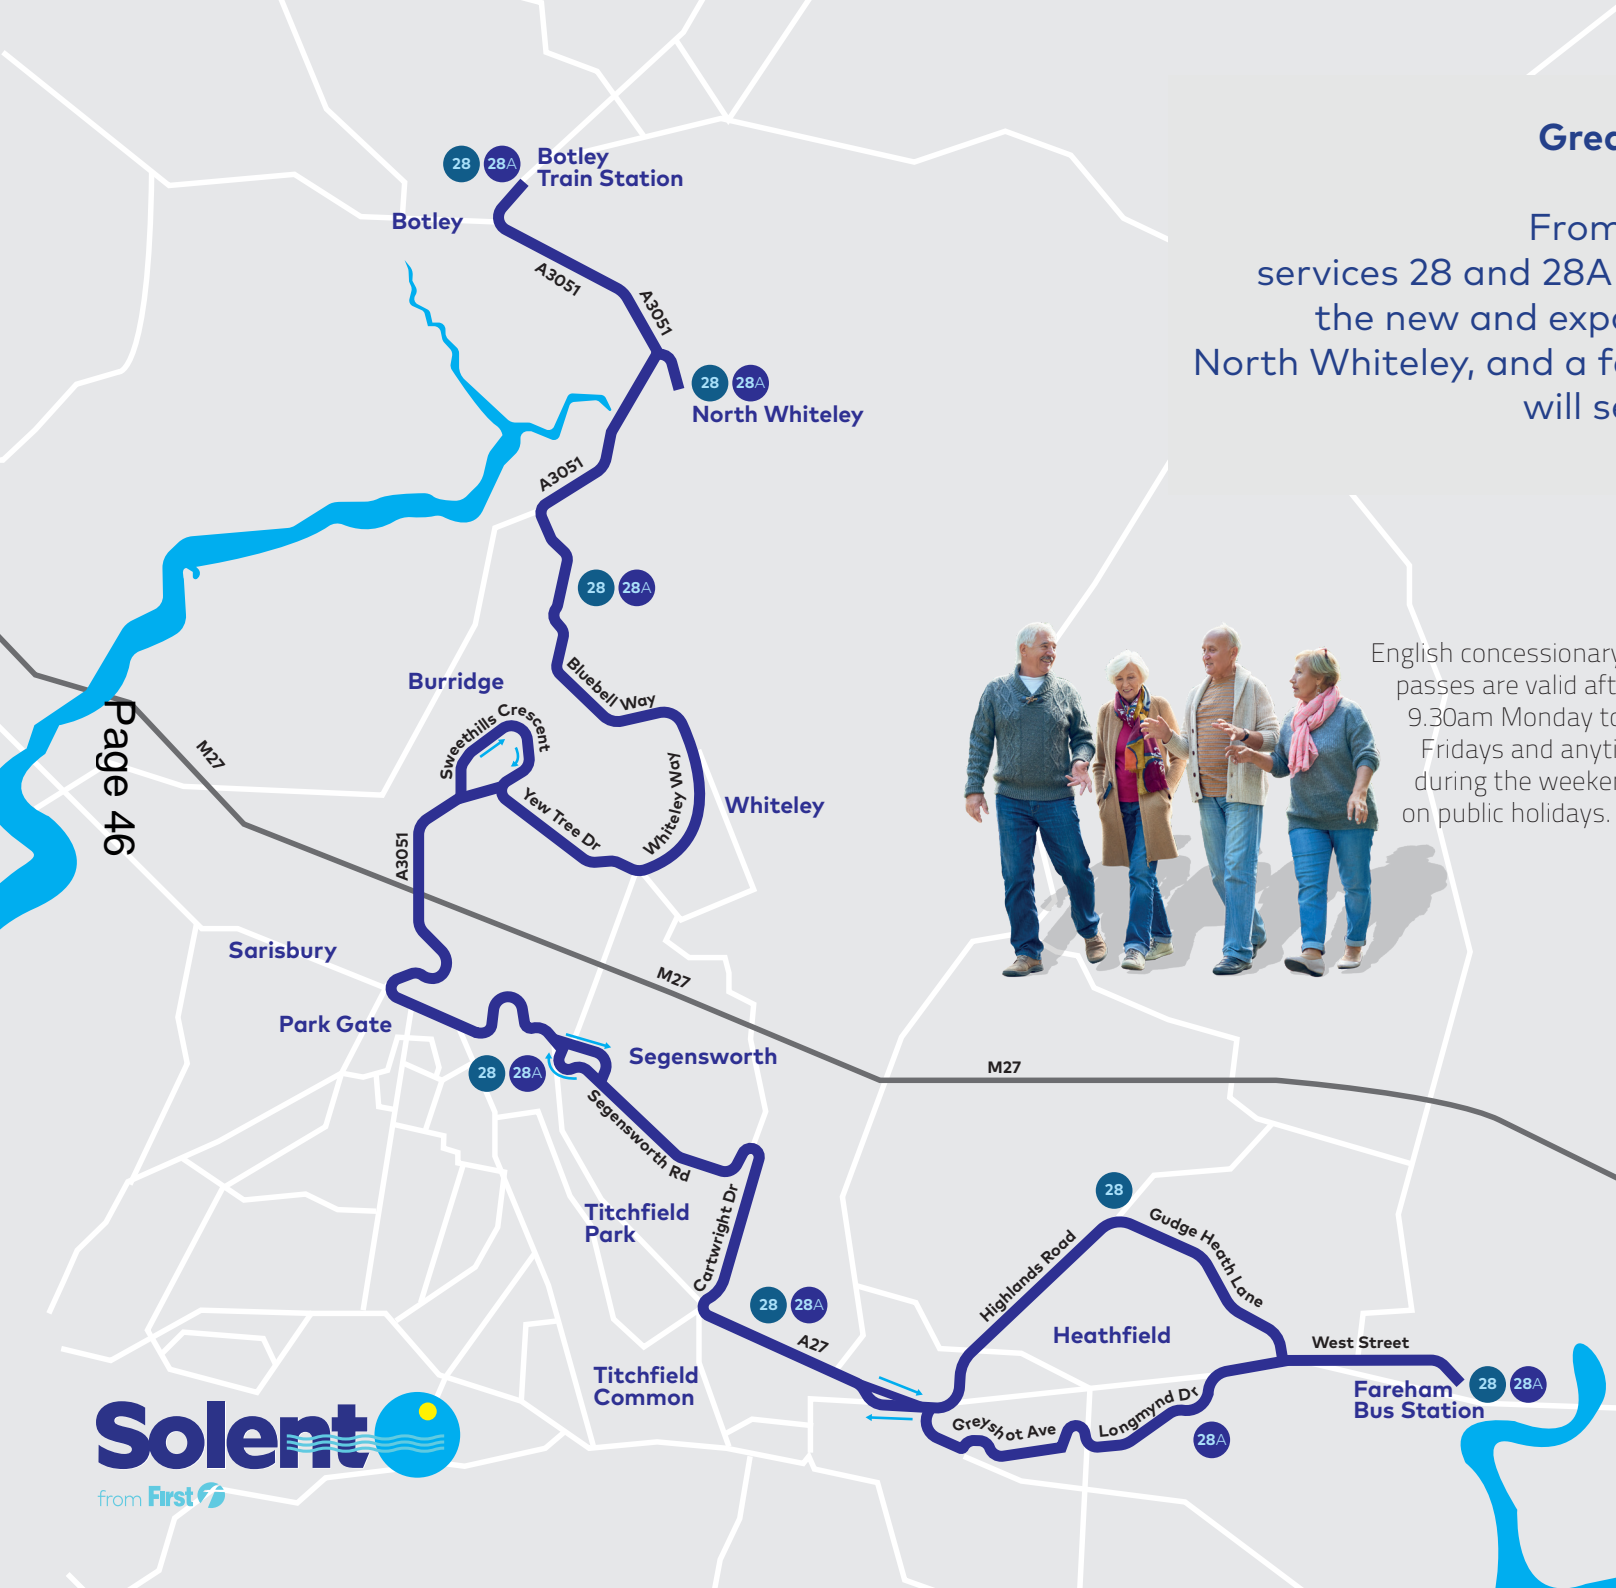 Grea
From
services 28 and 28A
the new and expa
North Whiteley, and a fe
will se
28 28A Botley
Train Station
Botley
A3051
A3051
28 28A
North Whiteley
A3051
28 28A
Bluebell Way
Burridge
Sweethills Crescent
Yew Tree Dr
Whiteley Way
Whiteley
English concessionary
passes are valid aft
9.30am Monday to
Fridays and anyti
during the weeken
on public holidays.
Page 46
M27
A3051
Sarisbury
M27
Park Gate
Segensworth
28 28A
M27
Segensworth Rd
Titchfield
Park
Cartwright Dr
28
Highlands Road
Gudge Heath Lane
28 28A
A27
Heathfield
West Street
Titchfield
Common
Fareham 28 28A
Bus Station
Greyshot Ave
Longmynd Dr
28A
Solent
from First